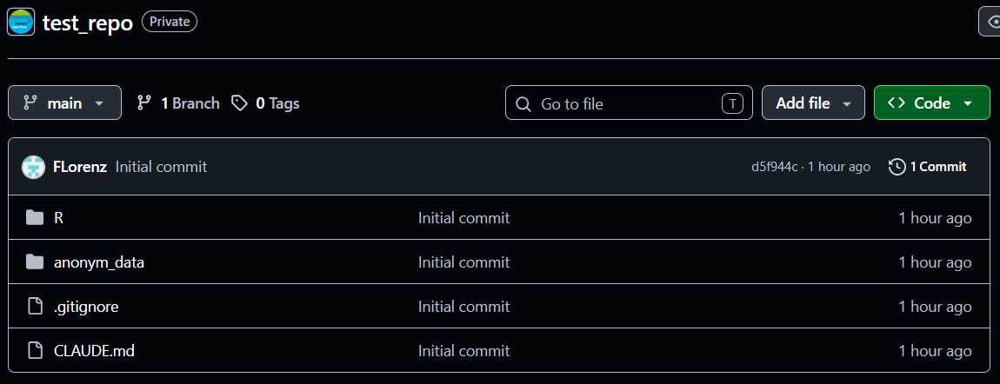 test_repo Private
main 1 Branch 0 Tags Go to file T Add file <> Code
FLorenz Initial commit d5f944c · 1 hour ago 1 Commit
R Initial commit 1 hour ago
anonym_data Initial commit 1 hour ago
.gitignore Initial commit 1 hour ago
CLAUDE.md Initial commit 1 hour ago